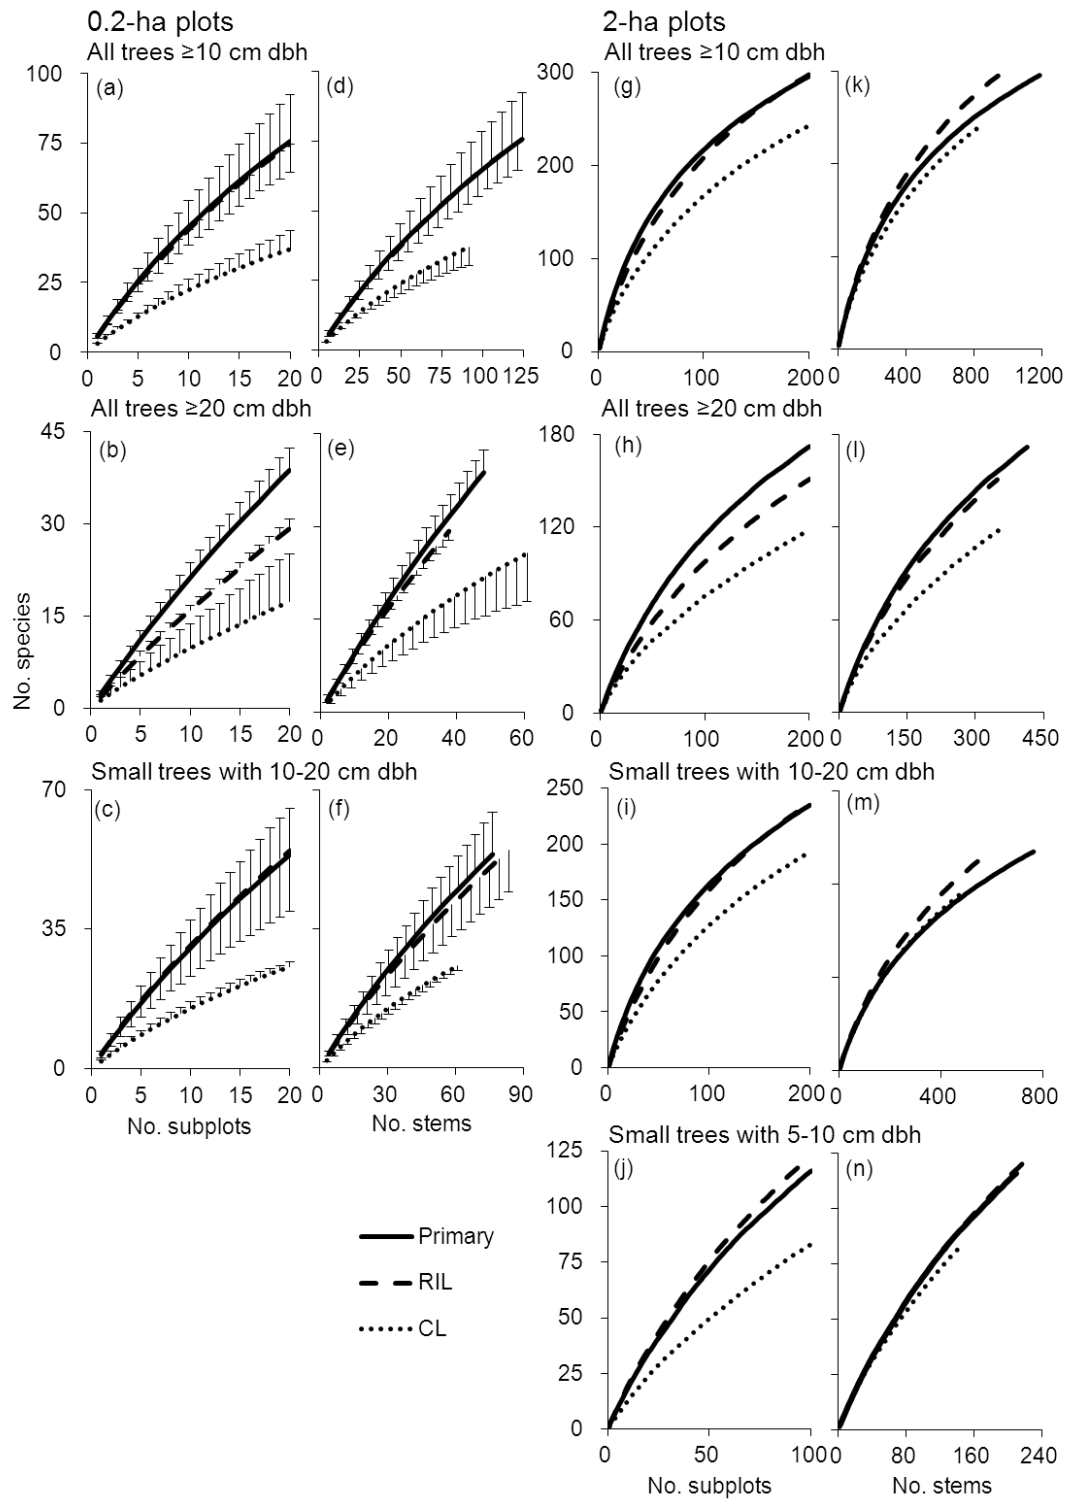 0.2-ha plots
2-ha plots
All trees ≥10 cm dbh
All trees ≥10 cm dbh
100
75
50
25
0
(a)
0 5 10 15 20
(d)
0 25 50 75 100 125
300
200
100
0
(g)
0 100 200
(k)
0 400 800 1200
All trees ≥20 cm dbh
All trees ≥20 cm dbh
No. species
45
30
15
0
(b)
0 5 10 15 20
(e)
0 20 40 60
180
120
60
0
(h)
0 100 200
(l)
0 150 300 450
Small trees with 10-20 cm dbh
Small trees with 10-20 cm dbh
70
35
0
(c)
0 5 10 15 20
No. subplots
(f)
0 30 60 90
No. stems
250
200
150
100
50
0
(i)
0 100 200
(m)
0 400 800
Small trees with 5-10 cm dbh
125
100
75
50
25
0
(j)
0 50 100
No. subplots
(n)
0 80 160 240
No. stems
Primary
RIL
CL